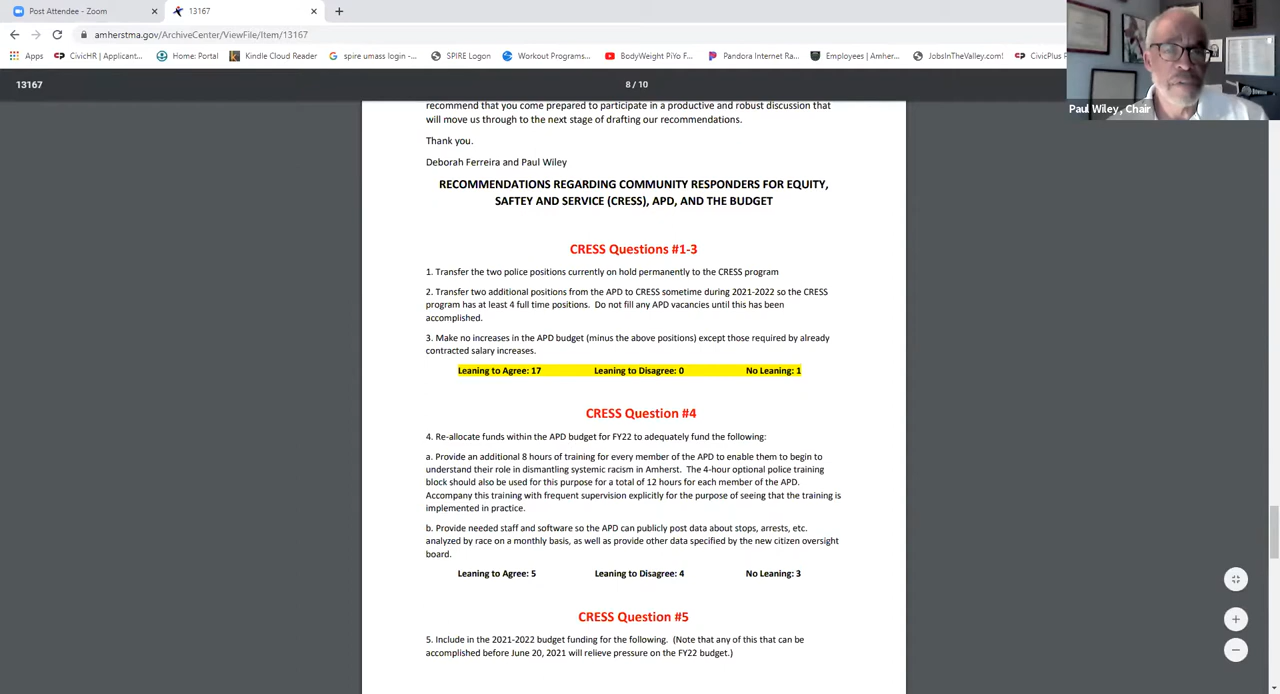 Post Attendee - Zoom
13167
amherstma.gov/ArchiveCenter/ViewFile/Item/13167
Apps CivicHR | Applicant... Home: Portal Kindle Cloud Reader spire umass login -... SPIRE Logon Workout Programs... BodyWeight PiYo F... Pandora Internet Ra... Employees | Amher... JobsInTheValley.com! CivicPlus P
13167
8 / 10
Paul Wiley, Chair
recommend that you come prepared to participate in a productive and robust discussion that
will move us through to the next stage of drafting our recommendations.
Thank you.
Deborah Ferreira and Paul Wiley
RECOMMENDATIONS REGARDING COMMUNITY RESPONDERS FOR EQUITY,
SAFTEY AND SERVICE (CRESS), APD, AND THE BUDGET
CRESS Questions #1-3
1. Transfer the two police positions currently on hold permanently to the CRESS program
2. Transfer two additional positions from the APD to CRESS sometime during 2021-2022 so the CRESS
program has at least 4 full time positions. Do not fill any APD vacancies until this has been
accomplished.
3. Make no increases in the APD budget (minus the above positions) except those required by already
contracted salary increases.
Leaning to Agree: 17 Leaning to Disagree: 0 No Leaning: 1
CRESS Question #4
4. Re-allocate funds within the APD budget for FY22 to adequately fund the following:
a. Provide an additional 8 hours of training for every member of the APD to enable them to begin to
understand their role in dismantling systemic racism in Amherst. The 4-hour optional police training
block should also be used for this purpose for a total of 12 hours for each member of the APD.
Accompany this training with frequent supervision explicitly for the purpose of seeing that the training is
implemented in practice.
b. Provide needed staff and software so the APD can publicly post data about stops, arrests, etc.
analyzed by race on a monthly basis, as well as provide other data specified by the new citizen oversight
board.
Leaning to Agree: 5 Leaning to Disagree: 4 No Leaning: 3
CRESS Question #5
5. Include in the 2021-2022 budget funding for the following. (Note that any of this that can be
accomplished before June 20, 2021 will relieve pressure on the FY22 budget.)